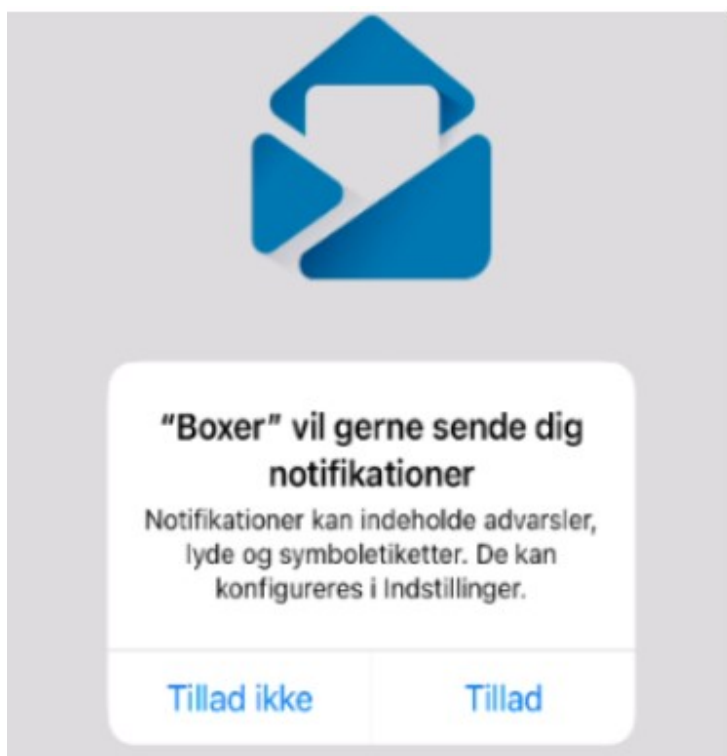 “Boxer” vil gerne sende dig
notifikationer
Notifikationer kan indeholde advarsler,
lyde og symboletiketter. De kan
konfigureres i Indstillinger.
Tillad ikke
Tillad